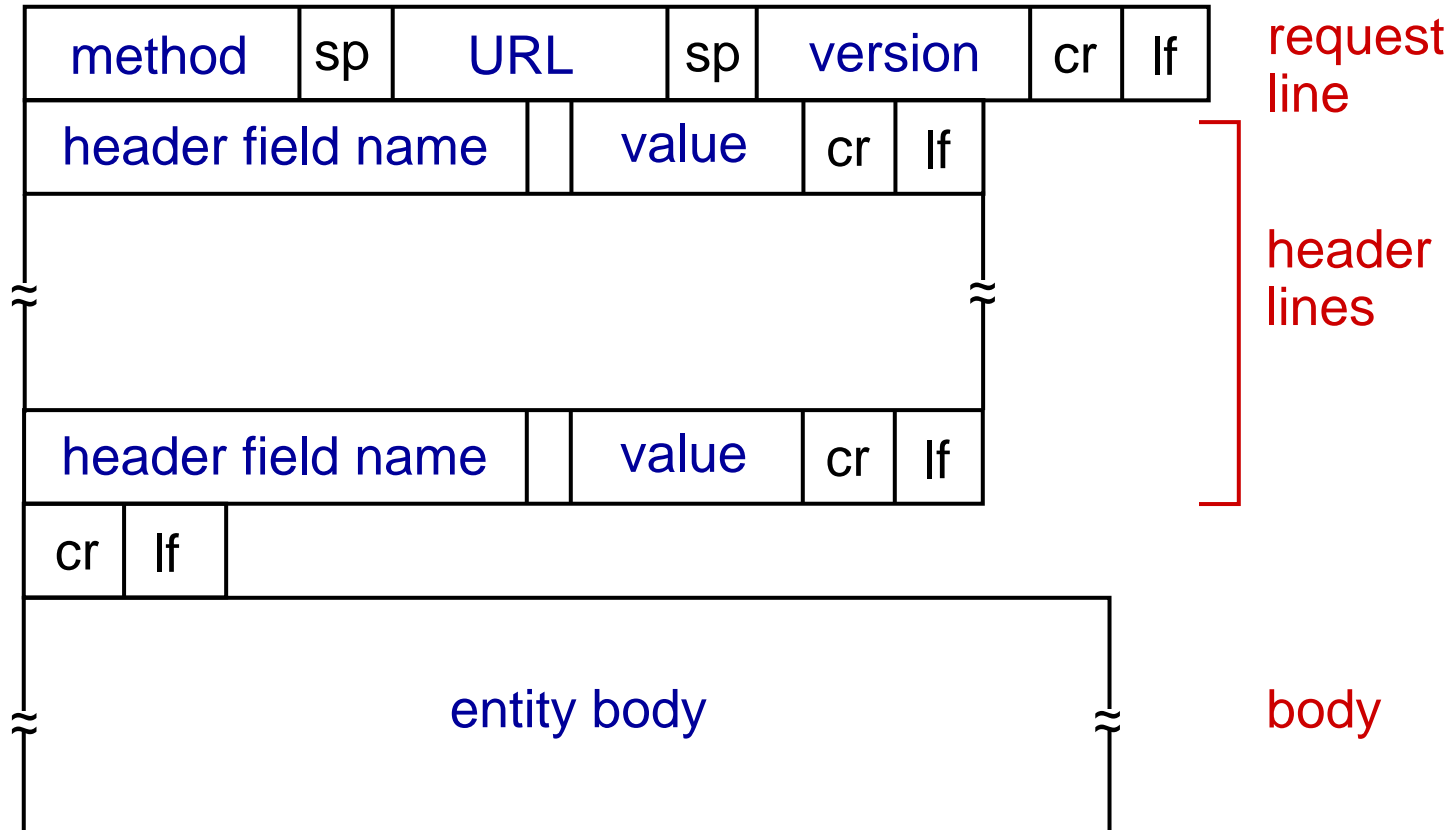 method sp URL sp version cr lf request
line
header field name value cr lf
header
lines
header field name value cr lf
cr lf
entity body body